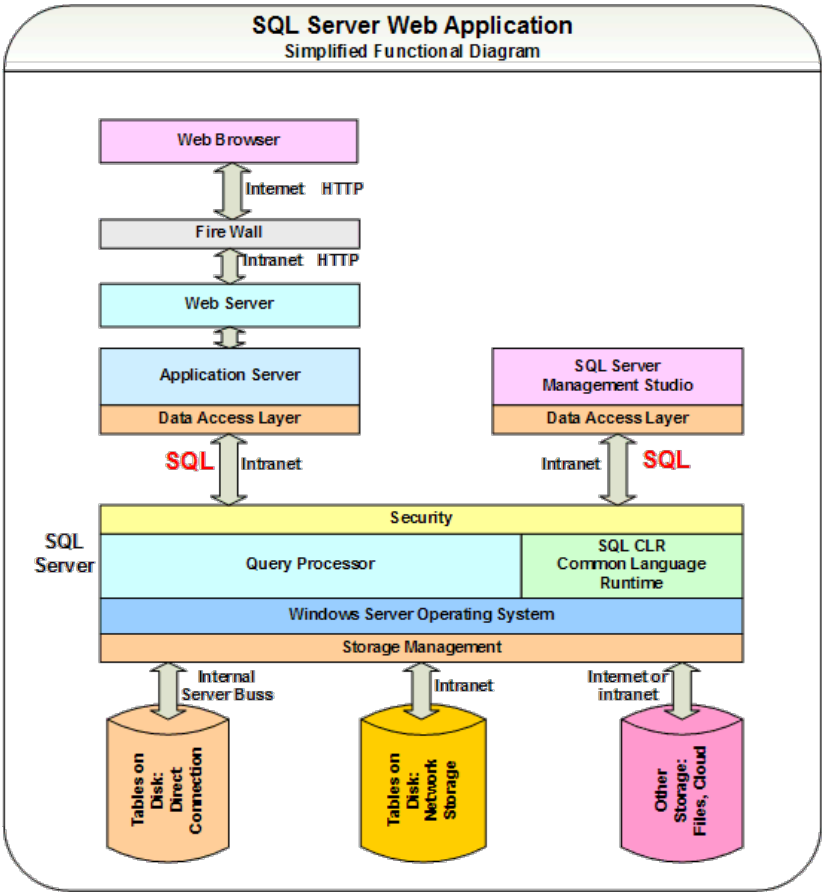 SQL Server Web Application
Simplified Functional Diagram
Web Browser
Internet HTTP
Fire Wall
Intranet HTTP
Web Server
Application Server
Data Access Layer
SQL Server
Management Studio
Data Access Layer
SQL
Intranet
Intranet
SQL
SQL
Server
Security
Query Processor
SQL CLR
Common Language
Runtime
Windows Server Operating System
Storage Management
Internal
Server Buss
Intranet
Internet or
intranet
Tables on
Disk:
Direct
Connection
Tables on
Disk:
Network
Storage
Other
Storage:
Files, Cloud